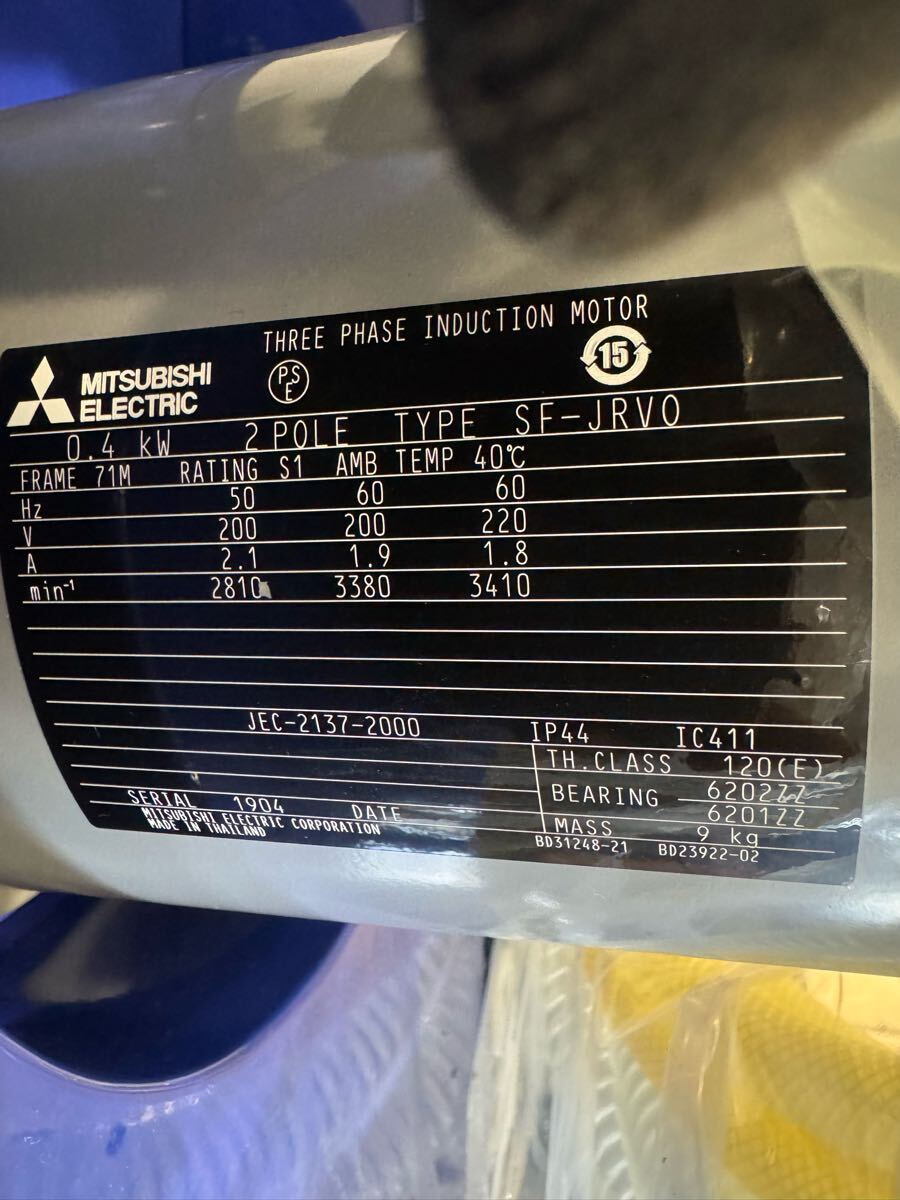 THREE PHASE INDUCTION MOTOR
MITSUBISHI
ELECTRIC
PSE
15
0.4 kW 2 POLE TYPE SF-JRVO
FRAME 71M RATING S1 AMB TEMP 40℃
Hz 50 60 60
V 200 200 220
A 2.1 1.9 1.8
min⁻¹ 2810 3380 3410
JEC-2137-2000 IP44 IC411
TH.CLASS 120(E)
BEARING 6202ZZ
6201ZZ
SERIAL 1904 DATE
MASS 9 kg
MITSUBISHI ELECTRIC CORPORATION
MADE IN THAILAND
BD31248-21 BD23922-02